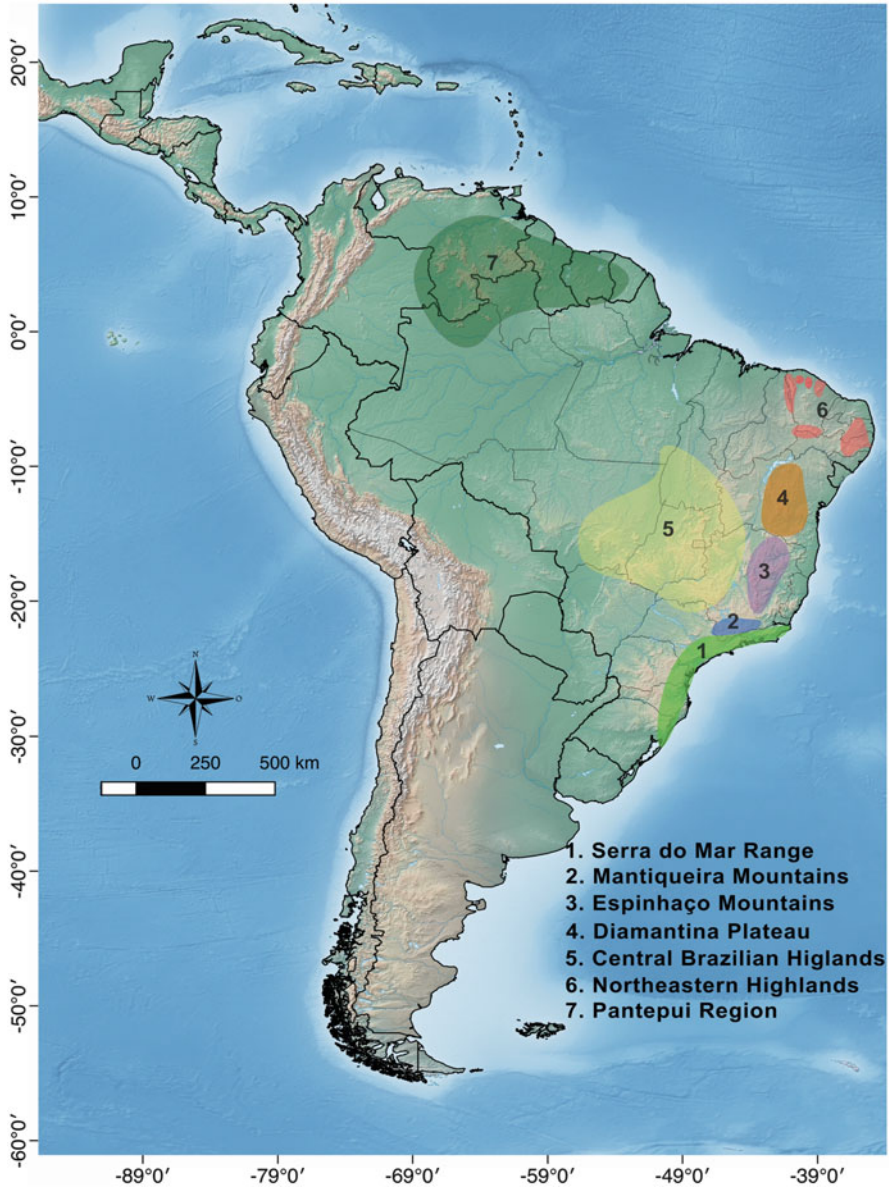 20°0′
10°0′
0°0′
-10°0′
-20°0′
-30°0′
-40°0′
-50°0′
-60°0′
7
6
4
5
3
2
1
N
W
O
S
0 250 500 km
1. Serra do Mar Range
2. Mantiqueira Mountains
3. Espinhaço Mountains
4. Diamantina Plateau
5. Central Brazilian Higlands
6. Northeastern Highlands
7. Pantepui Region
-89°0′ -79°0′ -69°0′ -59°0′ -49°0′ -39°0′